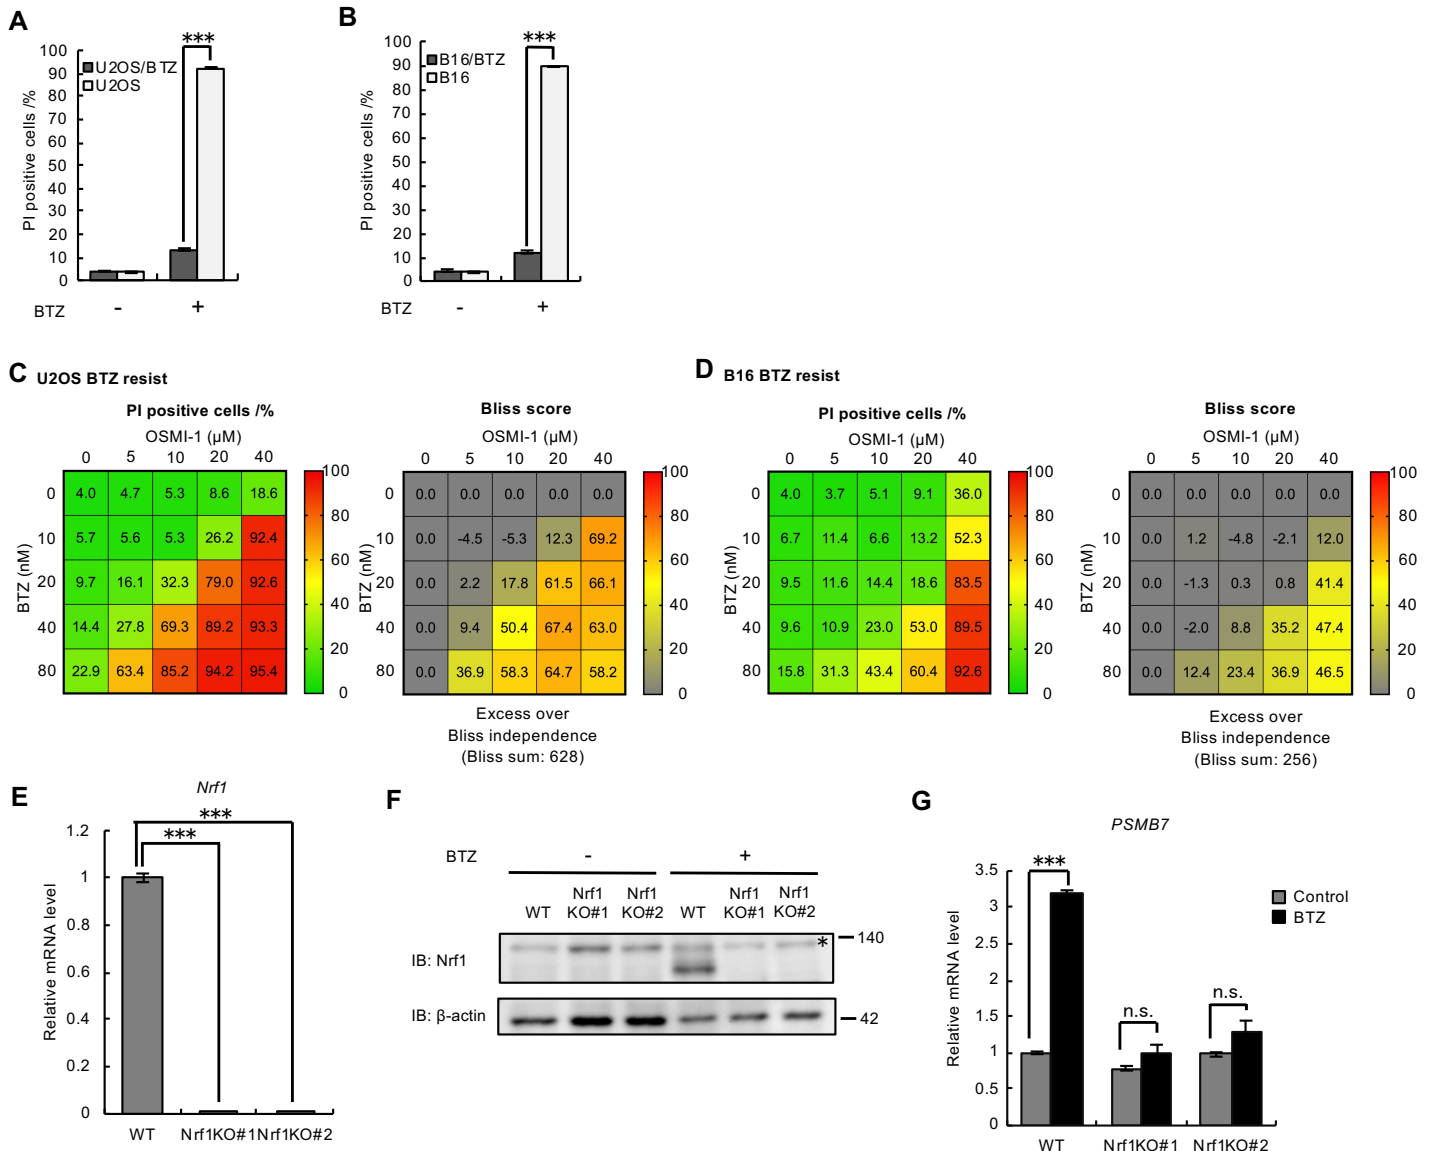 A
***
100
90
80
70
60
50
40
30
20
10
0
PI positive cells /%
U2OS/BTZ
U2OS
BTZ
-
+
B
***
100
90
80
70
60
50
40
30
20
10
0
PI positive cells /%
B16/BTZ
B16
BTZ
-
+
C U2OS BTZ resist
PI positive cells /%
OSMI-1 (μM)
0 5 10 20 40
BTZ (nM)
0 4.0 4.7 5.3 8.6 18.6
10 5.7 5.6 5.3 26.2 92.4
20 9.7 16.1 32.3 79.0 92.6
40 14.4 27.8 69.3 89.2 93.3
80 22.9 63.4 85.2 94.2 95.4
100
80
60
40
20
0
Bliss score
OSMI-1 (μM)
0 5 10 20 40
BTZ (nM)
0 0.0 0.0 0.0 0.0 0.0
10 0.0 -4.5 -5.3 12.3 69.2
20 0.0 2.2 17.8 61.5 66.1
40 0.0 9.4 50.4 67.4 63.0
80 0.0 36.9 58.3 64.7 58.2
100
80
60
40
20
0
Excess over
Bliss independence
(Bliss sum: 628)
D B16 BTZ resist
PI positive cells /%
OSMI-1 (μM)
0 5 10 20 40
BTZ (nM)
0 4.0 3.7 5.1 9.1 36.0
10 6.7 11.4 6.6 13.2 52.3
20 9.5 11.6 14.4 18.6 83.5
40 9.6 10.9 23.0 53.0 89.5
80 15.8 31.3 43.4 60.4 92.6
100
80
60
40
20
0
Bliss score
OSMI-1 (μM)
0 5 10 20 40
BTZ (nM)
0 0.0 0.0 0.0 0.0 0.0
10 0.0 1.2 -4.8 -2.1 12.0
20 0.0 -1.3 0.3 0.8 41.4
40 0.0 -2.0 8.8 35.2 47.4
80 0.0 12.4 23.4 36.9 46.5
100
80
60
40
20
0
Excess over
Bliss independence
(Bliss sum: 256)
E
Nrf1
***
***
1.2
1
0.8
0.6
0.4
0.2
0
Relative mRNA level
WT Nrf1KO#1 Nrf1KO#2
F
BTZ - +
WT Nrf1 KO#1 Nrf1 KO#2 WT Nrf1 KO#1 Nrf1 KO#2
IB: Nrf1
* 140
IB: β-actin
42
G
PSMB7
***
n.s.
n.s.
3.5
3
2.5
2
1.5
1
0.5
0
Relative mRNA level
Control
BTZ
WT Nrf1KO#1 Nrf1KO#2